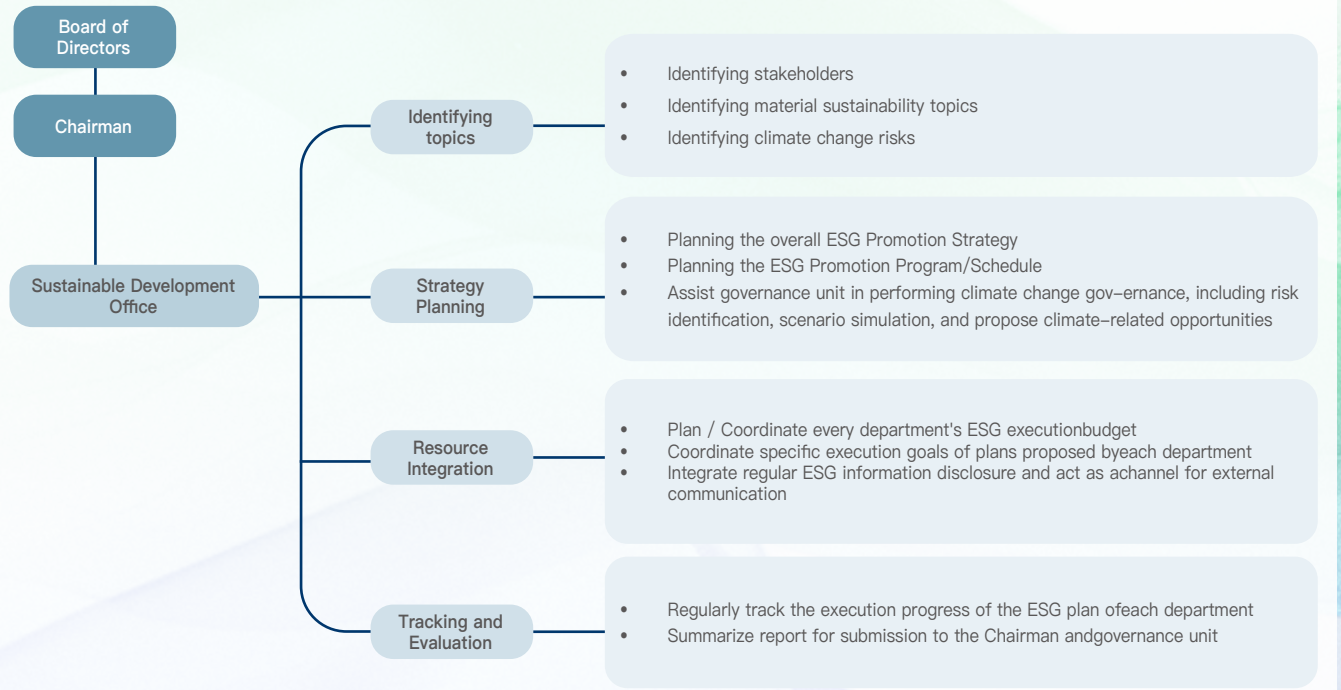 Board of
Directors
Chairman
Sustainable Development
Office
Identifying
topics
• Identifying stakeholders
• Identifying material sustainability topics
• Identifying climate change risks
Strategy
Planning
• Planning the overall ESG Promotion Strategy
• Planning the ESG Promotion Program/Schedule
• Assist governance unit in performing climate change gov–ernance, including risk
identification, scenario simulation, and propose climate–related opportunities
Resource
Integration
• Plan / Coordinate every department's ESG executionbudget
• Coordinate specific execution goals of plans proposed byeach department
• Integrate regular ESG information disclosure and act as achannel for external
communication
Tracking and
Evaluation
• Regularly track the execution progress of the ESG plan ofeach department
• Summarize report for submission to the Chairman andgovernance unit